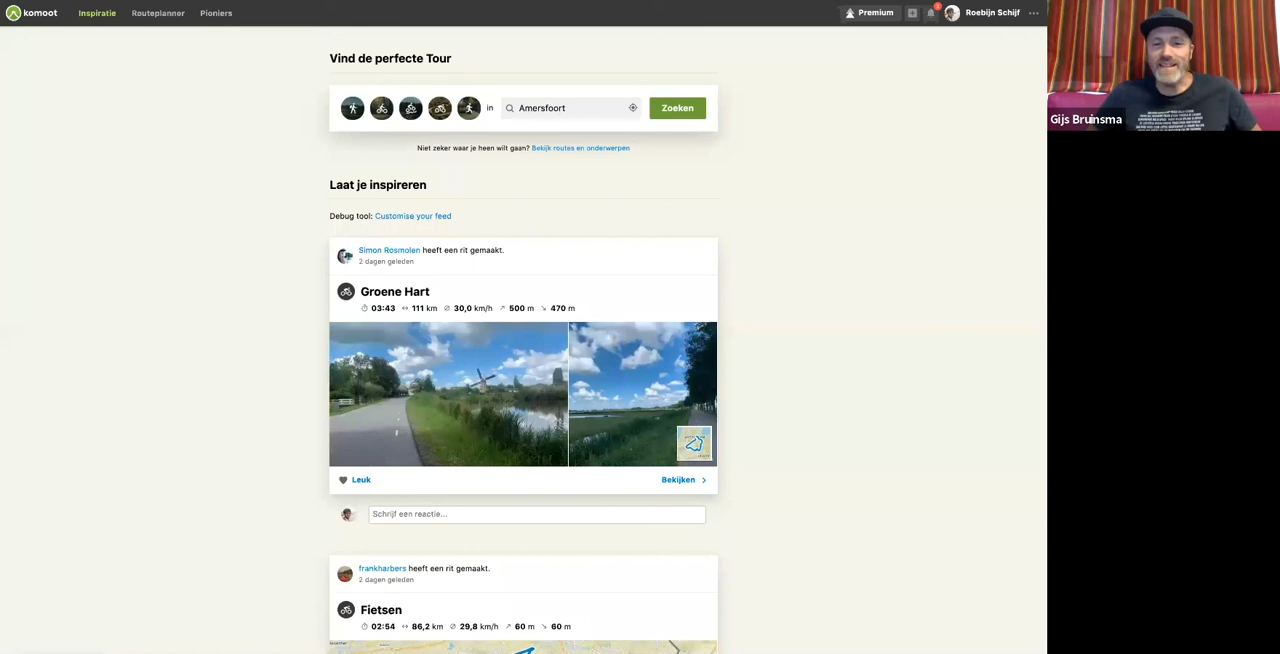 komoot Inspiratie Routeplanner Pioniers Premium Roebijn Schijf
Vind de perfecte Tour
in Amersfoort Zoeken
Niet zeker waar je heen wilt gaan? Bekijk routes en onderwerpen
Laat je inspireren
Debug tool: Customise your feed
Simon Rosmolen heeft een rit gemaakt.
2 dagen geleden
Groene Hart
03:43 111 km 30,0 km/h 500 m 470 m
Leuk Bekijken
Schrijf een reactie...
frankharbers heeft een rit gemaakt.
2 dagen geleden
Fietsen
02:54 86,2 km 29,8 km/h 60 m 60 m
Gijs Bruinsma